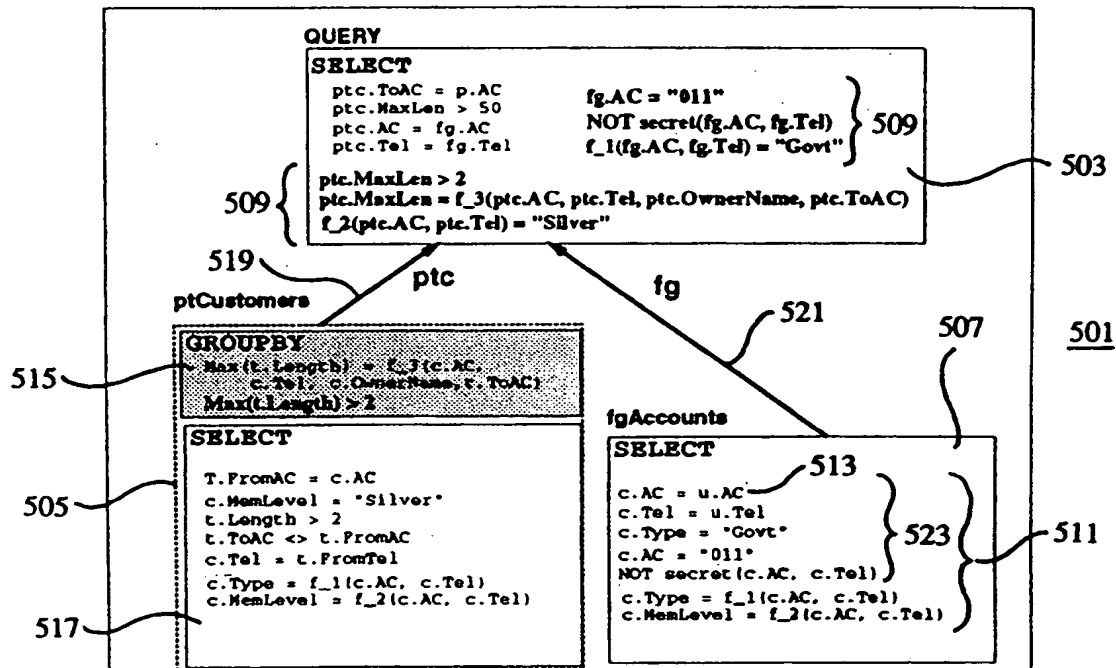 QUERY
SELECT
ptc.ToAC = p.AC
ptc.MaxLen > 50
ptc.AC = fg.AC
ptc.Tel = fg.Tel
fg.AC = "011"
NOT secret(fg.AC, fg.Tel)
f_1(fg.AC, fg.Tel) = "Govt"
509
503
509
ptc.MaxLen > 2
ptc.MaxLen = f_3(ptc.AC, ptc.Tel, ptc.OwnerName, ptc.ToAC)
f_2(ptc.AC, ptc.Tel) = "Silver"
519
ptc
fg
521
ptCustomers
507
501
515
GROUPBY
Max(t.Length) = f_3(c.AC,
c.Tel, c.OwnerName, t.ToAC)
Max(t.Length) > 2
fgAccounts
505
SELECT
T.FromAC = c.AC
c.MemLevel = "Silver"
t.Length > 2
t.ToAC <> t.FromAC
c.Tel = t.FromTel
c.Type = f_1(c.AC, c.Tel)
c.MemLevel = f_2(c.AC, c.Tel)
517
SELECT
513
c.AC = u.AC
c.Tel = u.Tel
c.Type = "Govt"
c.AC = "011"
NOT secret(c.AC, c.Tel)
523
511
c.Type = f_1(c.AC, c.Tel)
c.MemLevel = f_2(c.AC, c.Tel)